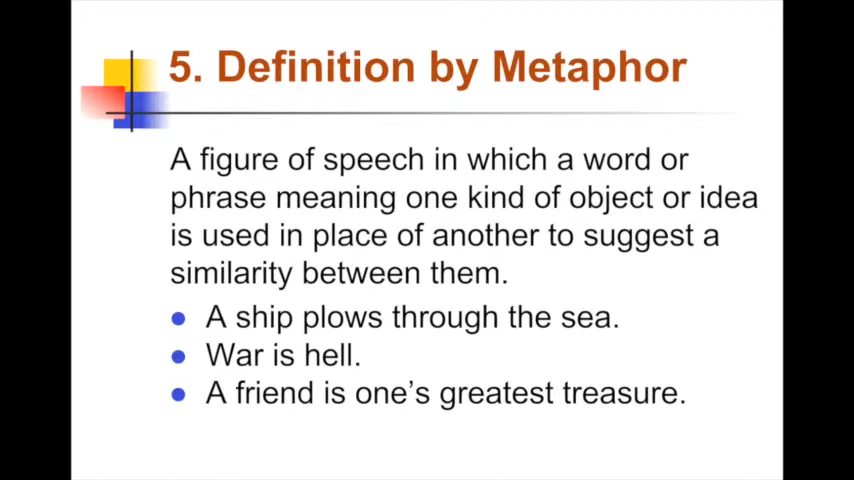 5. Definition by Metaphor
A figure of speech in which a word or
phrase meaning one kind of object or idea
is used in place of another to suggest a
similarity between them.
● A ship plows through the sea.
● War is hell.
● A friend is one's greatest treasure.